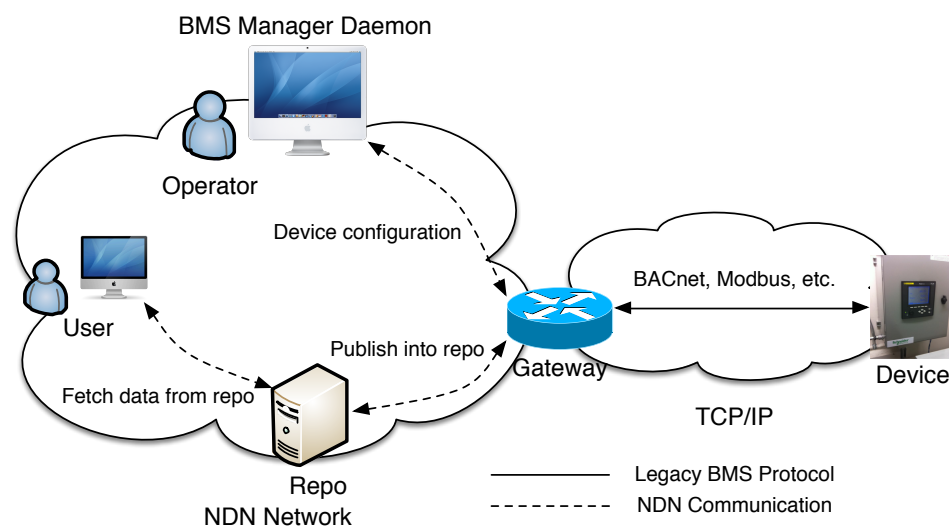 BMS Manager Daemon
Operator
Device configuration
BACnet, Modbus, etc.
User
Publish into repo
Gateway
Device
Fetch data from repo
TCP/IP
Repo
NDN Network
Legacy BMS Protocol
NDN Communication